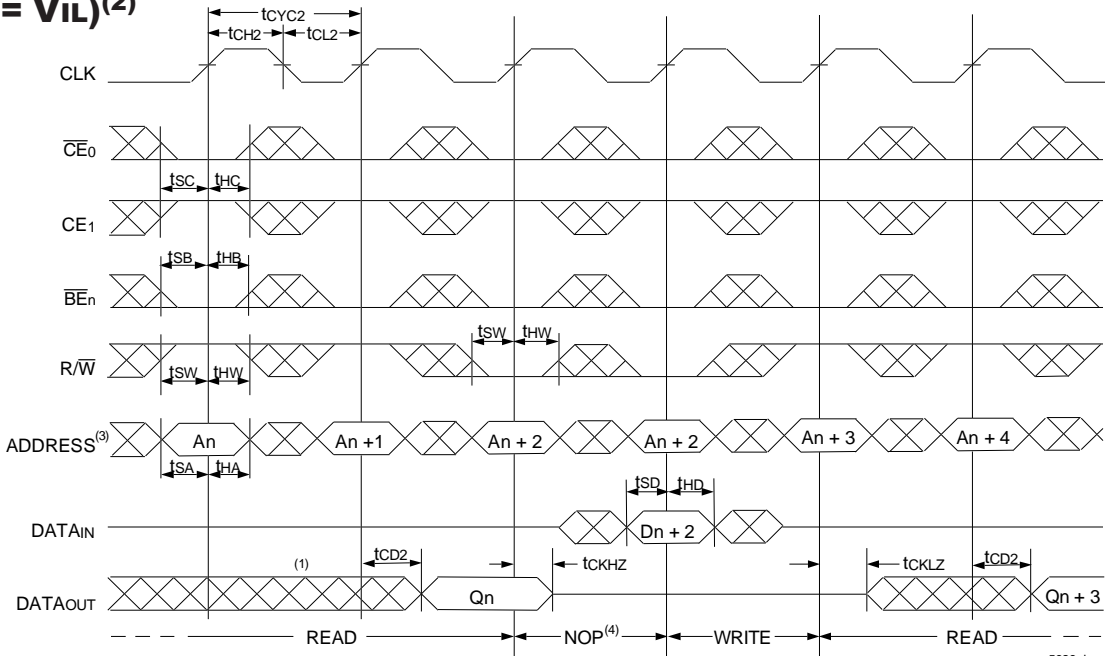 = VIL)(2)
tCYC2
tCH2 tCL2
CLK
CE0
tSC tHC
CE1
tSB tHB
BEn
tSW tHW
R/W
tSW tHW
ADDRESS(3) An An +1 An + 2 An + 2 An + 3 An + 4
tSA tHA
tSD tHD
DATAIN Dn + 2
(1) tCD2 tCKHZ tCKLZ tCD2
DATAOUT Qn Qn + 3
READ NOP(4) WRITE READ